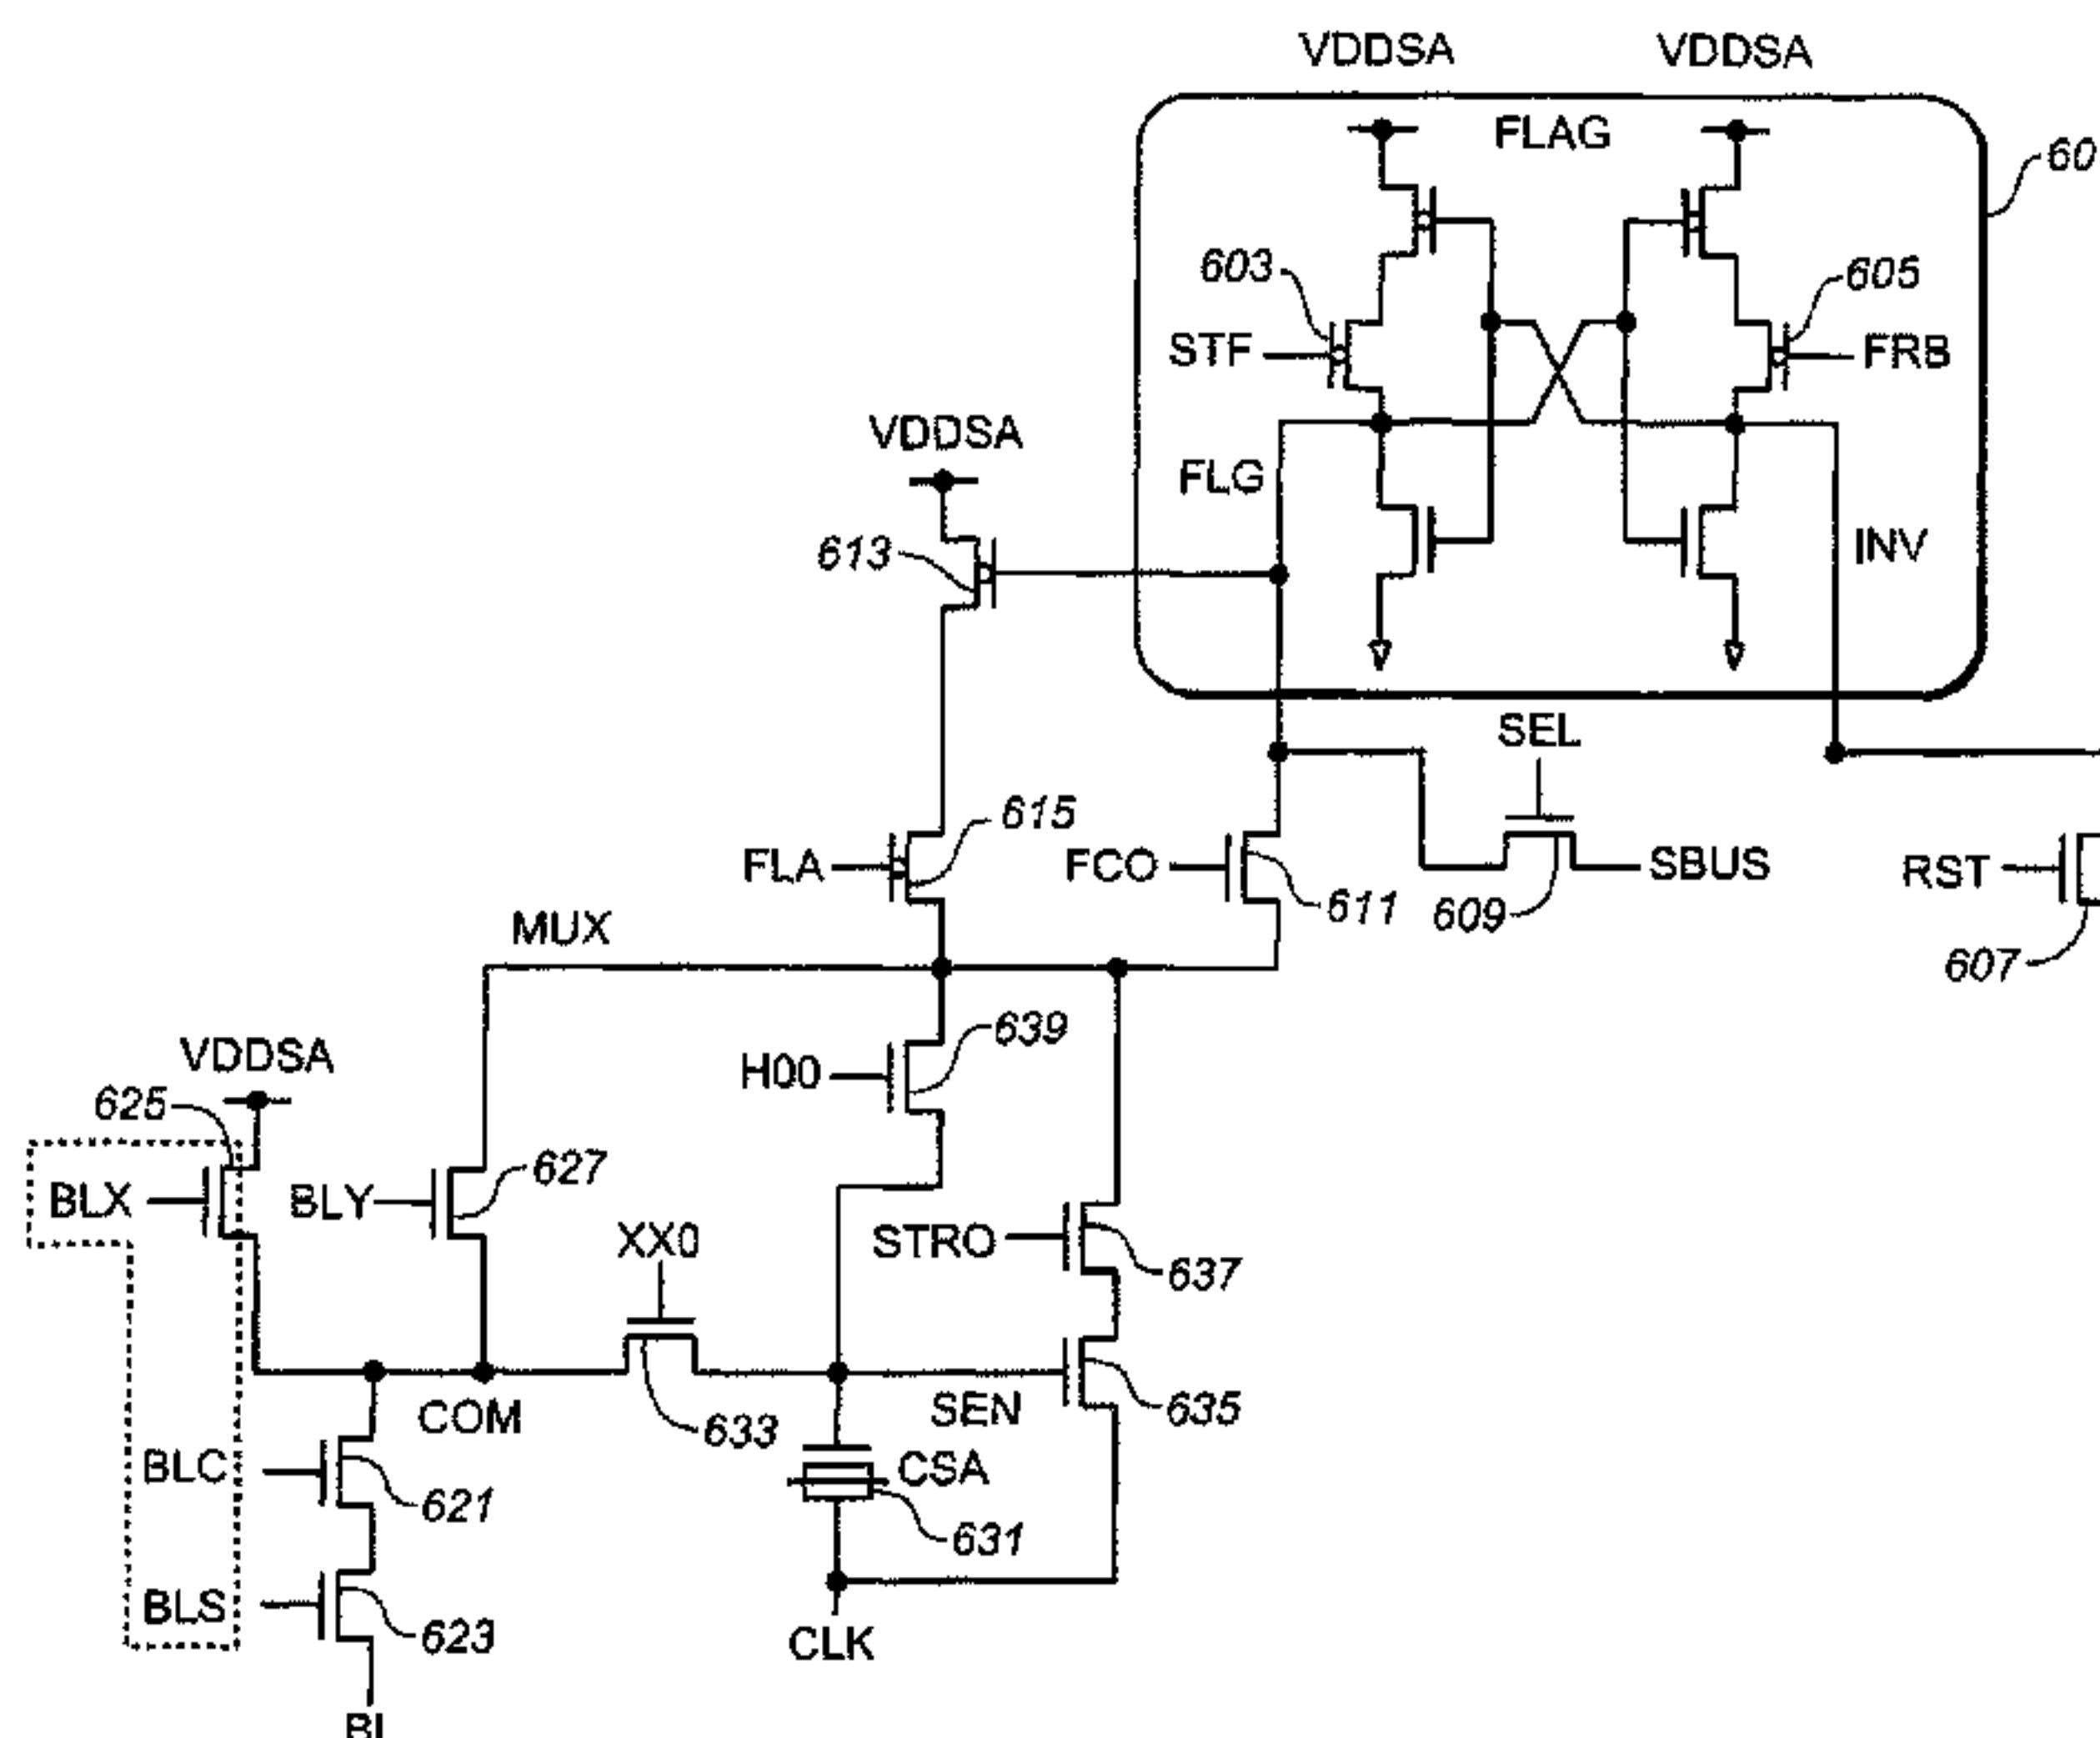 VDDSA VDDSA
FLAG
60
603
605
STF
FRB
VDDSA
FLG
613
INV
SEL
615
FLA
FCO
SBUS
RST
611
609
MUX
607
639
VDDSA
H00
625
627
BLX
BLY
XX0
STRO
637
COM
SEN
635
633
BLC
CSA
621
631
BLS
623
CLK